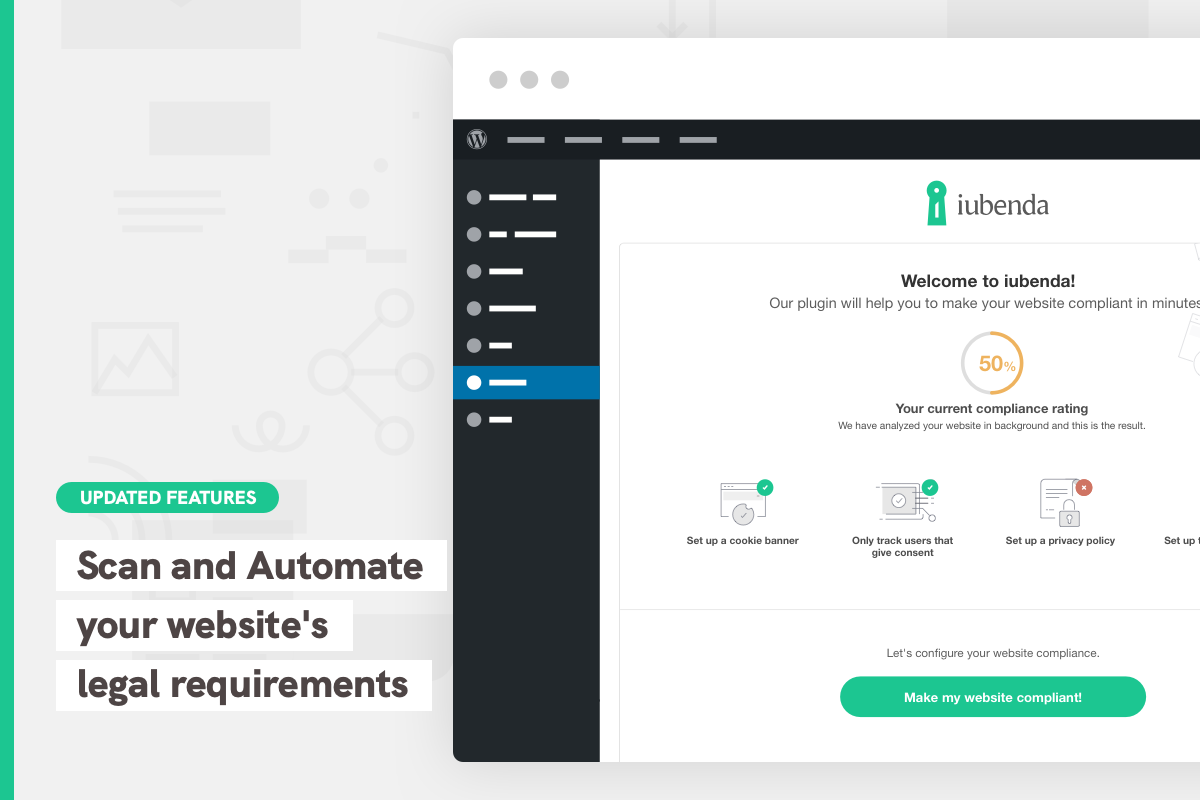 UPDATED FEATURES
Scan and Automate
your website's
legal requirements
iubenda
Welcome to iubenda!
Our plugin will help you to make your website compliant in minutes
50%
Your current compliance rating
We have analyzed your website in background and this is the result.
Set up a cookie banner
Only track users that
give consent
Set up a privacy policy
Set up
Let's configure your website compliance.
Make my website compliant!